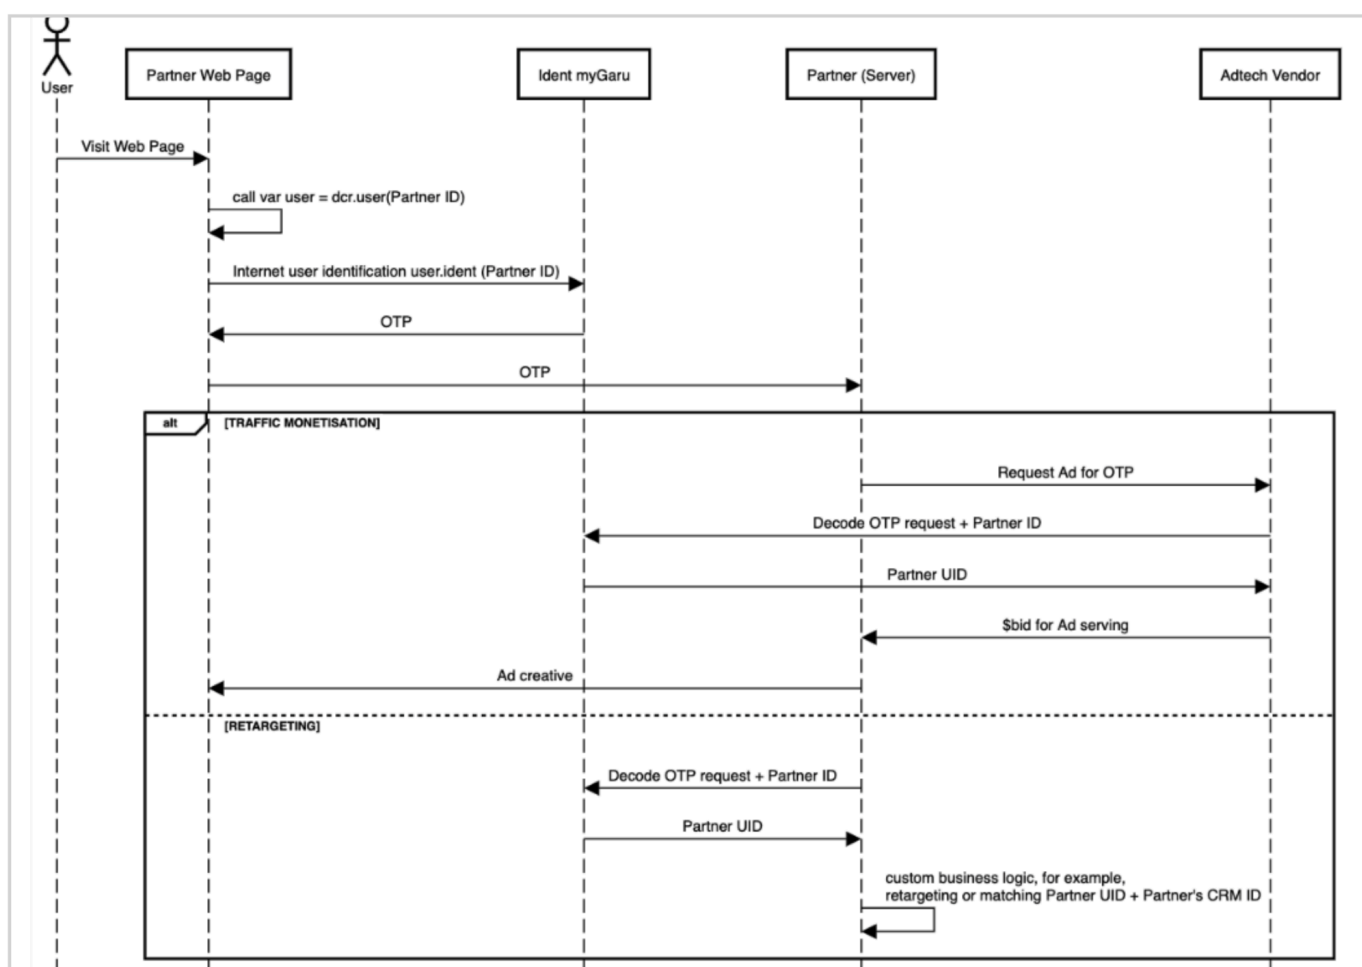 User
Partner Web Page
Ident myGaru
Partner (Server)
Adtech Vendor
Visit Web Page
call var user = dcr.user(Partner ID)
Internet user identification user.ident (Partner ID)
OTP
OTP
alt
[TRAFFIC MONETISATION]
Request Ad for OTP
Decode OTP request + Partner ID
Partner UID
$bid for Ad serving
Ad creative
[RETARGETING]
Decode OTP request + Partner ID
Partner UID
custom business logic, for example,
retargeting or matching Partner UID + Partner's CRM ID